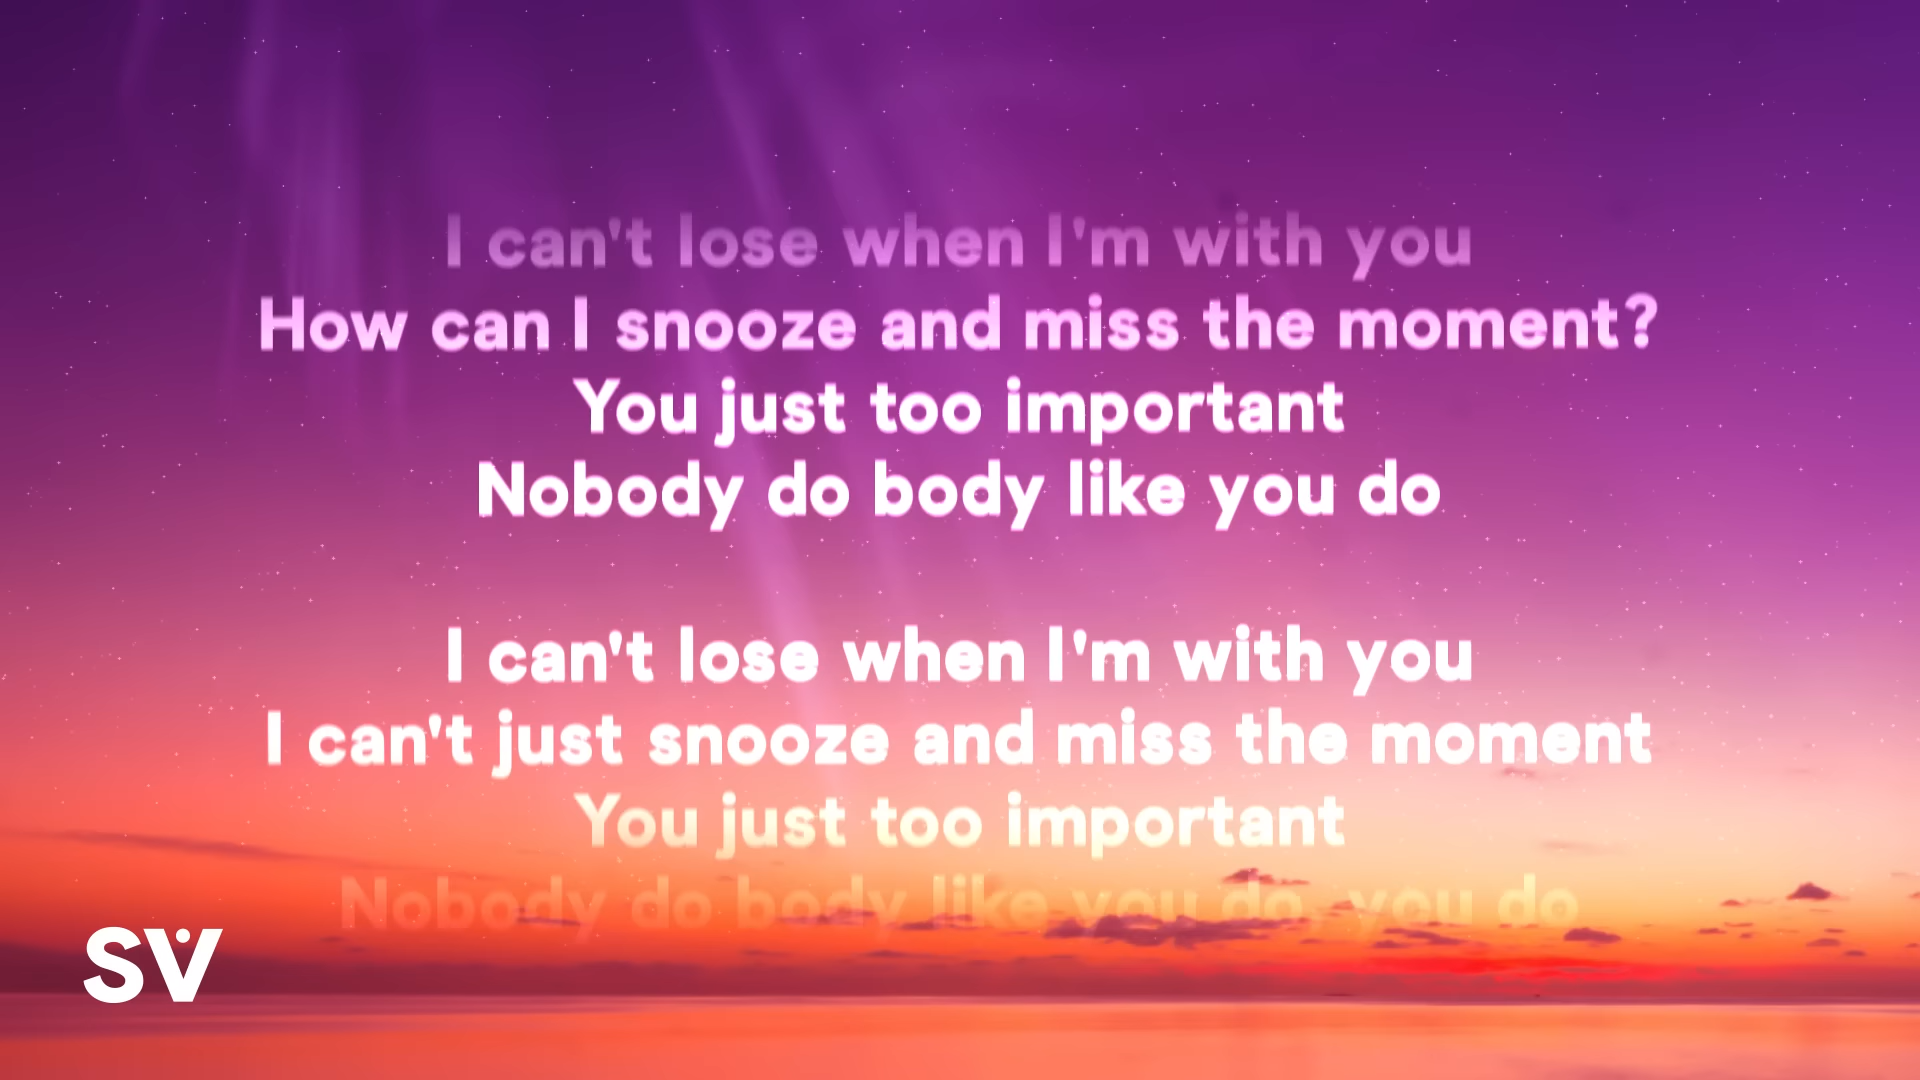 I can't lose when I'm with you
How can I snooze and miss the moment?
You just too important
Nobody do body like you do
I can't lose when I'm with you
I can't just snooze and miss the moment
You just too important
Nobody do body like you do, you do
SV